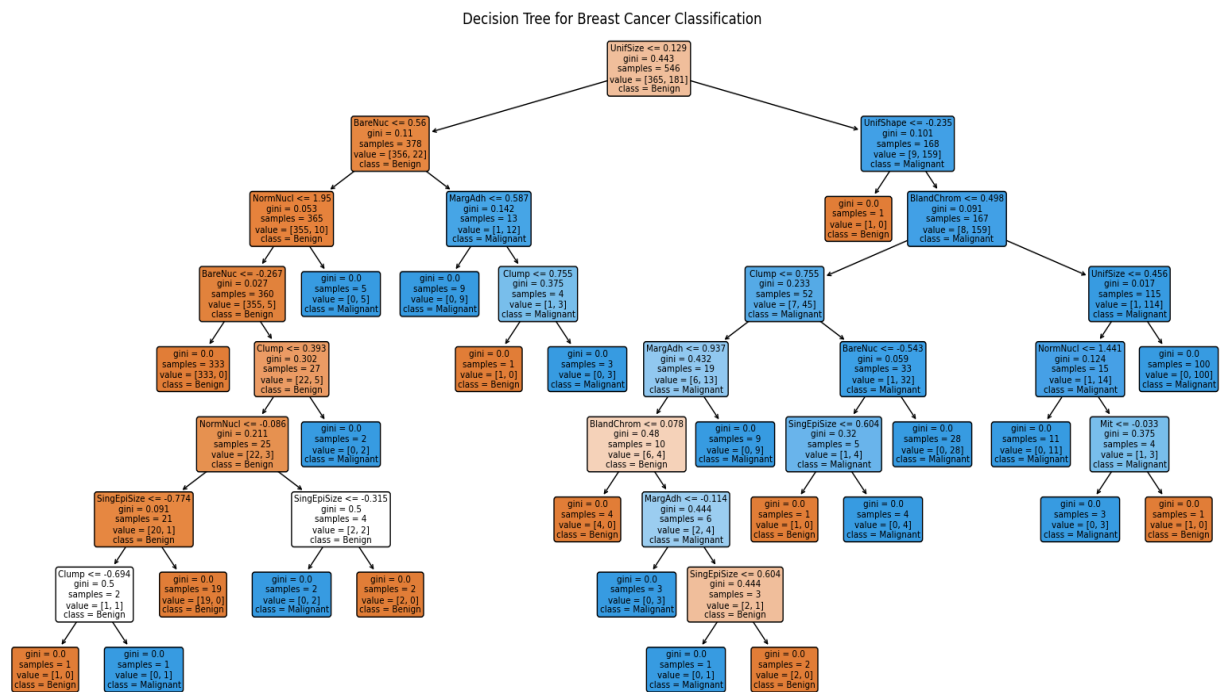 Decision Tree for Breast Cancer Classification
UnifSize <= 0.129
gini = 0.443
samples = 546
value = [365, 181]
class = Benign
BareNuc <= 0.56
gini = 0.11
samples = 378
value = [356, 22]
class = Benign
UnifShape <= -0.235
gini = 0.101
samples = 168
value = [9, 159]
class = Malignant
NormNucl <= 1.95
gini = 0.053
samples = 365
value = [355, 10]
class = Benign
MargAdh <= 0.587
gini = 0.142
samples = 13
value = [1, 12]
class = Malignant
gini = 0.0
samples = 1
value = [1, 0]
class = Benign
BlandChrom <= 0.498
gini = 0.091
samples = 167
value = [8, 159]
class = Malignant
BareNuc <= -0.267
gini = 0.027
samples = 360
value = [355, 5]
class = Benign
gini = 0.0
samples = 5
value = [0, 5]
class = Malignant
gini = 0.0
samples = 9
value = [0, 9]
class = Malignant
Clump <= 0.755
gini = 0.375
samples = 4
value = [1, 3]
class = Malignant
Clump <= 0.755
gini = 0.233
samples = 52
value = [7, 45]
class = Malignant
UnifSize <= 0.456
gini = 0.017
samples = 115
value = [1, 114]
class = Malignant
gini = 0.0
samples = 333
value = [333, 0]
class = Benign
Clump <= 0.393
gini = 0.302
samples = 27
value = [22, 5]
class = Benign
gini = 0.0
samples = 1
value = [1, 0]
class = Benign
gini = 0.0
samples = 3
value = [0, 3]
class = Malignant
MargAdh <= 0.937
gini = 0.432
samples = 19
value = [6, 13]
class = Malignant
BareNuc <= -0.543
gini = 0.059
samples = 33
value = [1, 32]
class = Malignant
NormNucl <= 1.441
gini = 0.124
samples = 15
value = [1, 14]
class = Malignant
gini = 0.0
samples = 100
value = [0, 100]
class = Malignant
NormNucl <= -0.086
gini = 0.211
samples = 25
value = [22, 3]
class = Benign
gini = 0.0
samples = 2
value = [0, 2]
class = Malignant
BlandChrom <= 0.078
gini = 0.48
samples = 10
value = [6, 4]
class = Benign
gini = 0.0
samples = 9
value = [0, 9]
class = Malignant
SingEpiSize <= 0.604
gini = 0.32
samples = 5
value = [1, 4]
class = Malignant
gini = 0.0
samples = 28
value = [0, 28]
class = Malignant
gini = 0.0
samples = 11
value = [0, 11]
class = Malignant
Mit <= -0.033
gini = 0.375
samples = 4
value = [1, 3]
class = Malignant
SingEpiSize <= -0.774
gini = 0.091
samples = 21
value = [20, 1]
class = Benign
SingEpiSize <= -0.315
gini = 0.5
samples = 4
value = [2, 2]
class = Benign
gini = 0.0
samples = 4
value = [4, 0]
class = Benign
MargAdh <= -0.114
gini = 0.444
samples = 6
value = [2, 4]
class = Malignant
gini = 0.0
samples = 1
value = [1, 0]
class = Benign
gini = 0.0
samples = 4
value = [0, 4]
class = Malignant
gini = 0.0
samples = 3
value = [0, 3]
class = Malignant
gini = 0.0
samples = 1
value = [1, 0]
class = Benign
Clump <= -0.694
gini = 0.5
samples = 2
value = [1, 1]
class = Benign
gini = 0.0
samples = 19
value = [19, 0]
class = Benign
gini = 0.0
samples = 2
value = [0, 2]
class = Malignant
gini = 0.0
samples = 2
value = [2, 0]
class = Benign
gini = 0.0
samples = 3
value = [0, 3]
class = Malignant
SingEpiSize <= 0.604
gini = 0.444
samples = 3
value = [2, 1]
class = Benign
gini = 0.0
samples = 1
value = [1, 0]
class = Benign
gini = 0.0
samples = 1
value = [0, 1]
class = Malignant
gini = 0.0
samples = 1
value = [0, 1]
class = Malignant
gini = 0.0
samples = 2
value = [2, 0]
class = Benign